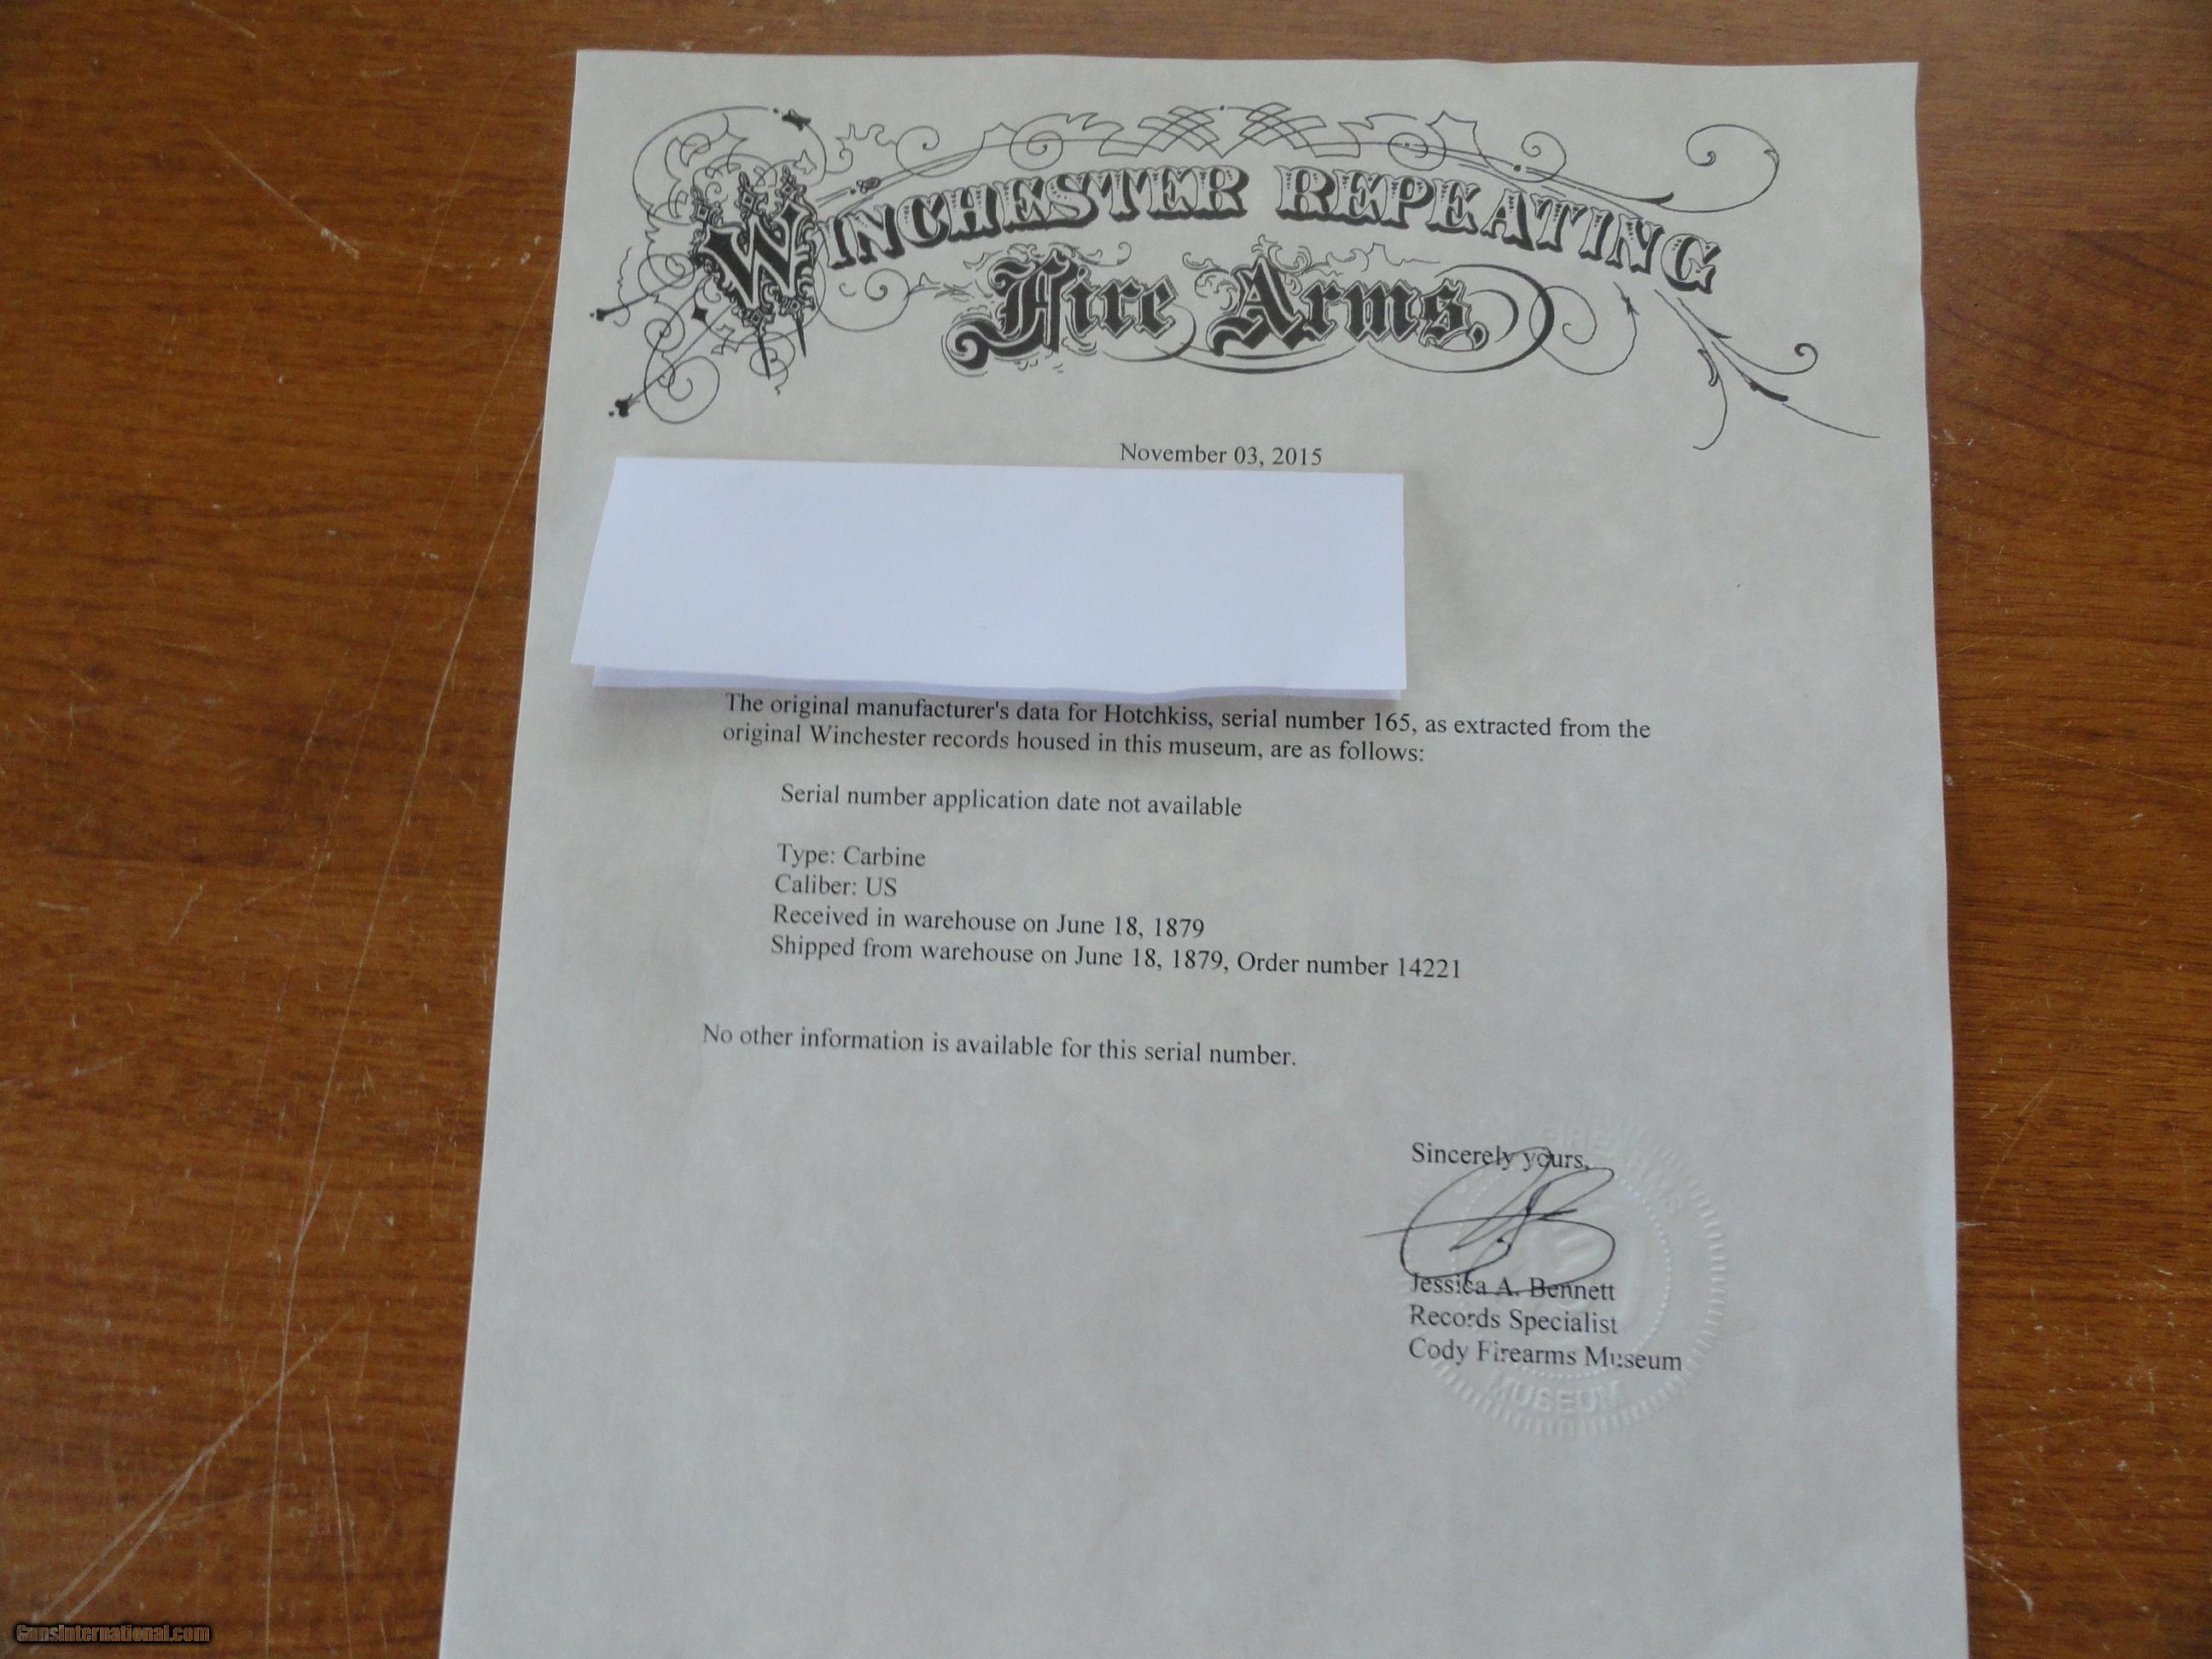 WINCHESTER REPEATING
Fire Arms,
November 03, 2015
The original manufacturer's data for Hotchkiss, serial number 165, as extracted from the
original Winchester records housed in this museum, are as follows:
Serial number application date not available
Type: Carbine
Caliber: US
Received in warehouse on June 18, 1879
Shipped from warehouse on June 18, 1879, Order number 14221
No other information is available for this serial number.
Sincerely yours,
Jessica A. Bennett
Records Specialist
Cody Firearms Museum
MUSEUM
GunsInternational.com